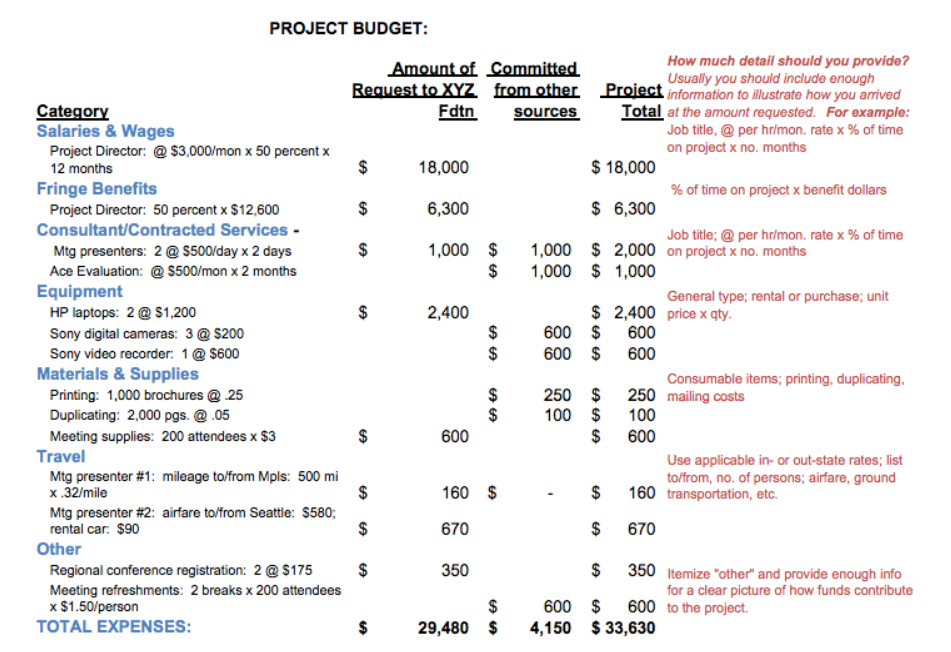 PROJECT BUDGET:
Amount of Committed How much detail should you provide?
Request to XYZ from other Project Usually you should include enough
information to illustrate how you arrived
Category Fdtn sources Total at the amount requested. For example:
Salaries & Wages Job title, @ per hr/mon. rate x % of time
Project Director: @ $3,000/mon x 50 percent x on project x no. months
12 months $ 18,000 $ 18,000
Fringe Benefits % of time on project x benefit dollars
Project Director: 50 percent x $12,600 $ 6,300 $ 6,300
Consultant/Contracted Services - Job title; @ per hr/mon. rate x % of time
Mtg presenters: 2 @ $500/day x 2 days $ 1,000 $ 1,000 $ 2,000 on project x no. months
Ace Evaluation: @ $500/mon x 2 months $ 1,000 $ 1,000
Equipment General type; rental or purchase; unit
HP laptops: 2 @ $1,200 $ 2,400 $ 2,400 price x qty.
Sony digital cameras: 3 @ $200 $ 600 $ 600
Sony video recorder: 1 @ $600 $ 600 $ 600
Materials & Supplies Consumable items; printing, duplicating,
Printing: 1,000 brochures @ .25 $ 250 $ 250 mailing costs
Duplicating: 2,000 pgs. @ .05 $ 100 $ 100
Meeting supplies: 200 attendees x $3 $ 600 $ 600
Travel Use applicable in- or out-state rates; list
Mtg presenter #1: mileage to/from Mpls: 500 mi to/from, no. of persons; airfare, ground
x .32/mile $ 160 $ - $ 160 transportation, etc.
Mtg presenter #2: airfare to/from Seattle: $580;
rental car: $90 $ 670 $ 670
Other
Regional conference registration: 2 @ $175 $ 350 $ 350 Itemize "other" and provide enough info
Meeting refreshments: 2 breaks x 200 attendees for a clear picture of how funds contribute
x $1.50/person $ 600 $ 600 to the project.
TOTAL EXPENSES: $ 29,480 $ 4,150 $ 33,630